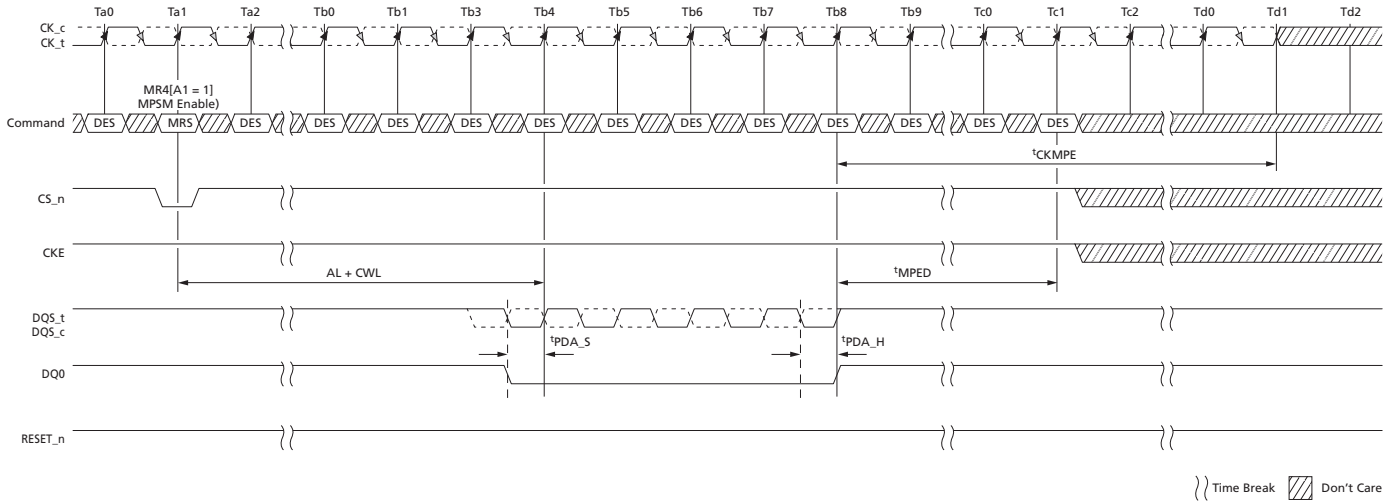 Ta0 Ta1 Ta2 Tb0 Tb1 Tb3 Tb4 Tb5 Tb6 Tb7 Tb8 Tb9 Tc0 Tc1 Tc2 Td0 Td1 Td2
CK_c
CK_t
MR4[A1 = 1]
MPSM Enable)
Command DES MRS DES DES DES DES DES DES DES DES DES DES DES DES
tCKMPE
CS_n
CKE
AL + CWL tMPED
DQS_t
DQS_c
tPDA_S tPDA_H
DQ0
RESET_n
Time Break Don't Care